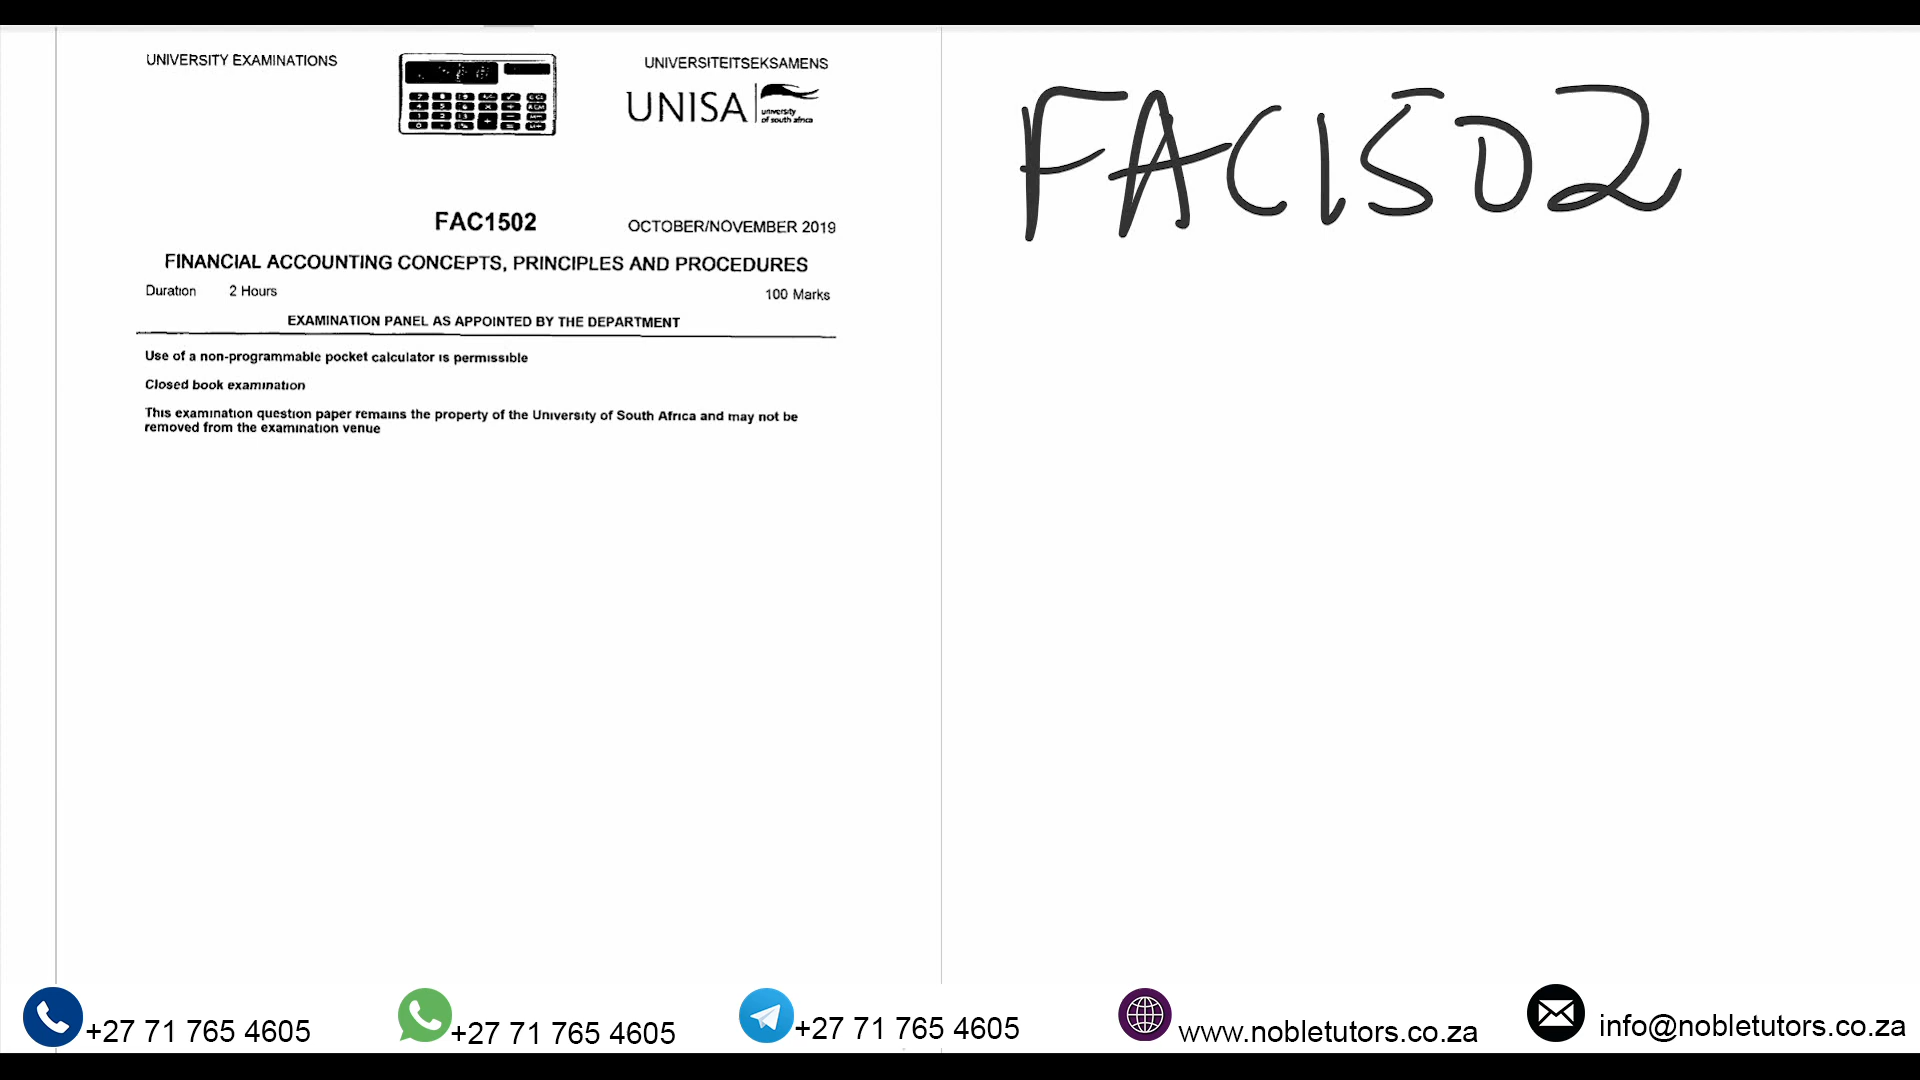 UNIVERSITY EXAMINATIONS
UNIVERSITEITSEKSAMENS
UNISA university of south africa
FAC1502
OCTOBER/NOVEMBER 2019
FINANCIAL ACCOUNTING CONCEPTS, PRINCIPLES AND PROCEDURES
Duration 2 Hours
100 Marks
EXAMINATION PANEL AS APPOINTED BY THE DEPARTMENT
Use of a non-programmable pocket calculator is permissible
Closed book examination
This examination question paper remains the property of the University of South Africa and may not be
removed from the examination venue
FAC1502
+27 71 765 4605
+27 71 765 4605
+27 71 765 4605
www.nobletutors.co.za
info@nobletutors.co.za